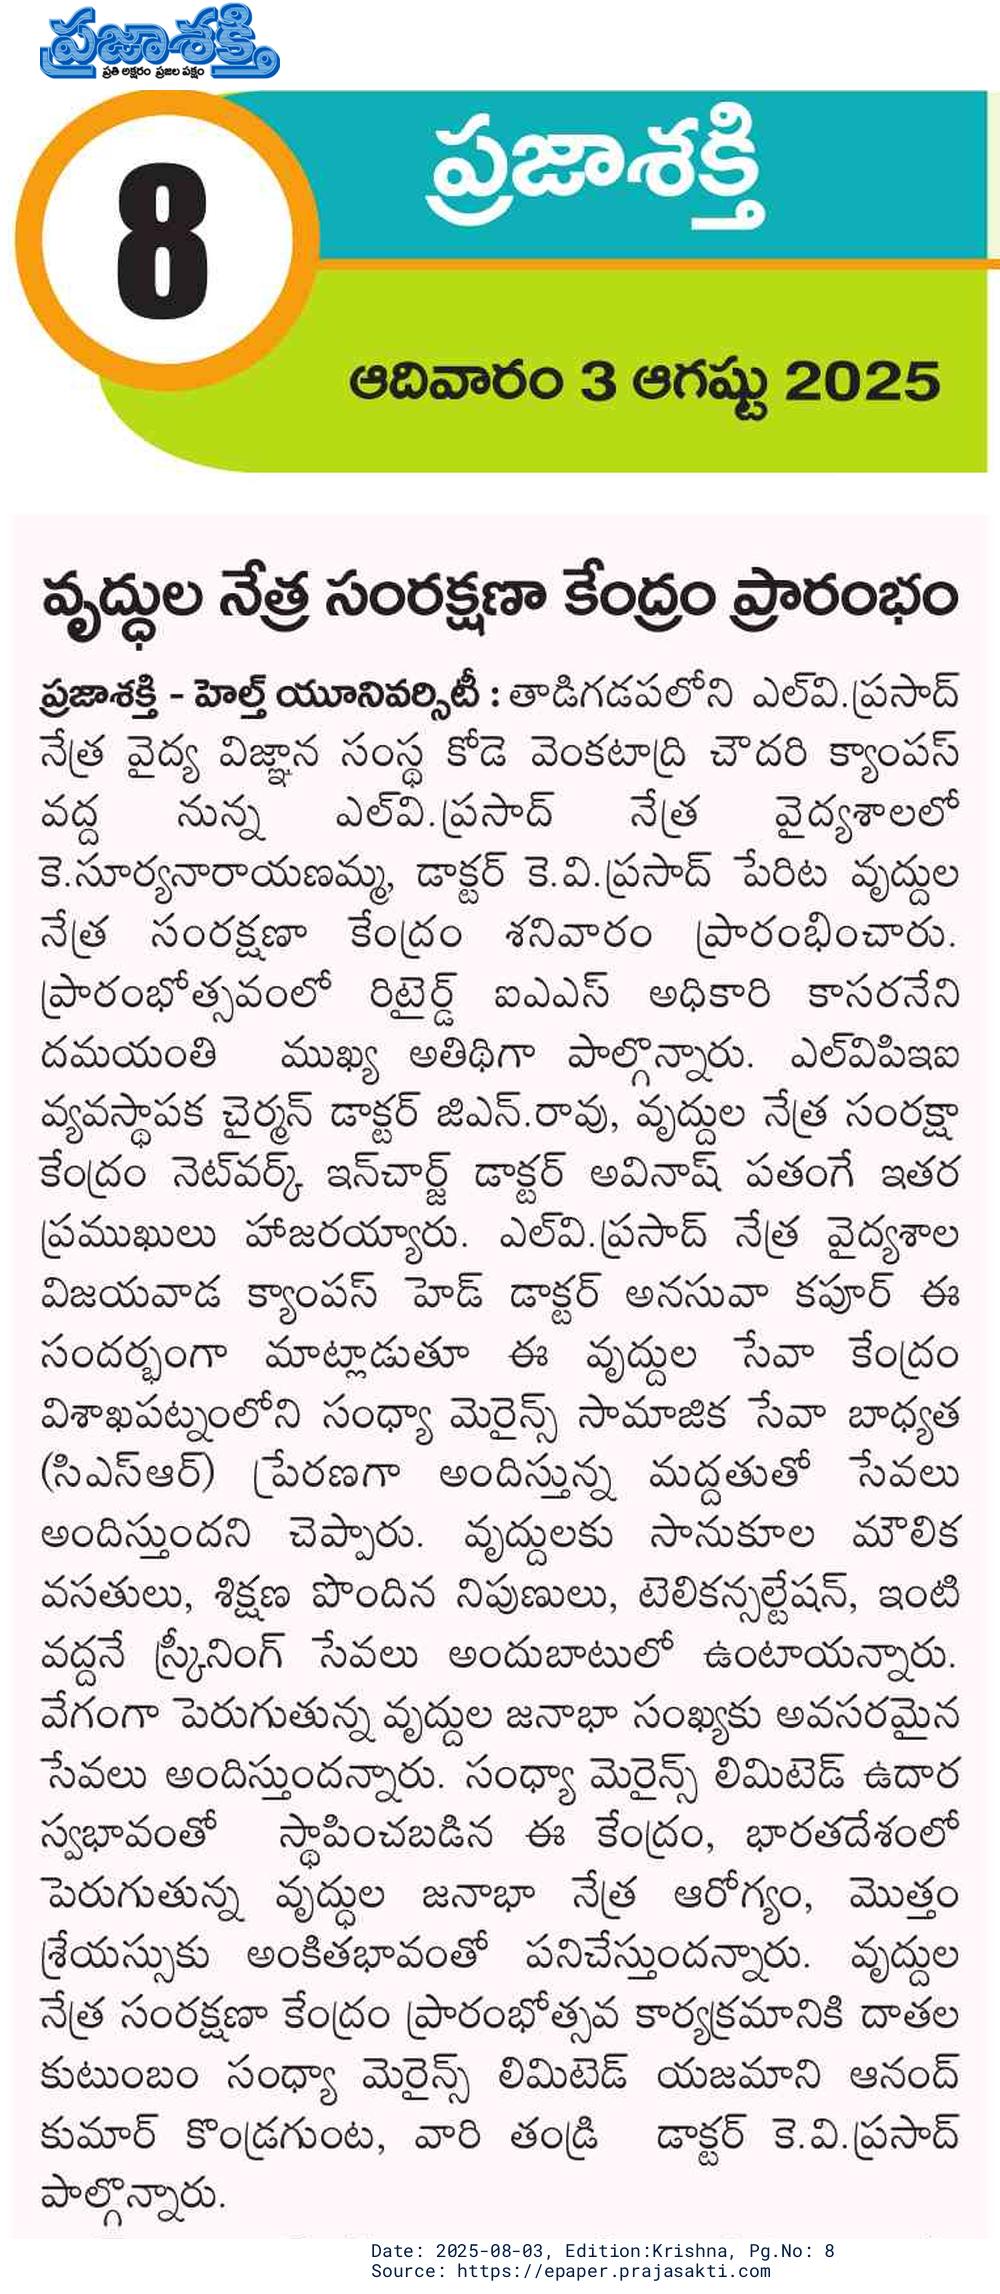 ప్రజాశక్తి
ప్రతి అక్షరం ప్రజల పక్షం
8
ప్రజాశక్తి
ఆదివారం 3 ఆగష్టు 2025
వృద్ధుల నేత్ర సంరక్షణా కేంద్రం ప్రారంభం
ప్రజాశక్తి - హెల్త్ యూనివర్సిటీ : తాడిగడపలోని ఎల్‌వి.ప్రసాద్
నేత్ర వైద్య విజ్ఞాన సంస్థ కోడె వెంకటాద్రి చౌదరి క్యాంపస్
వద్ద నున్న ఎల్‌వి.ప్రసాద్ నేత్ర వైద్యశాలలో
కె.సూర్యనారాయణమ్మ, డాక్టర్ కె.వి.ప్రసాద్ పేరిట వృద్దుల
నేత్ర సంరక్షణా కేంద్రం శనివారం ప్రారంభించారు.
ప్రారంభోత్సవంలో రిటైర్డ్ ఐఎఎస్ అధికారి కాసరనేని
దమయంతి ముఖ్య అతిథిగా పాల్గొన్నారు. ఎల్‌విపిఇఐ
వ్యవస్థాపక చైర్మన్ డాక్టర్ జిఎన్.రావు, వృద్దుల నేత్ర సంరక్షా
కేంద్రం నెట్‌వర్క్ ఇన్‌చార్జ్ డాక్టర్ అవినాష్ పతంగే ఇతర
ప్రముఖులు హాజరయ్యారు. ఎల్‌వి.ప్రసాద్ నేత్ర వైద్యశాల
విజయవాడ క్యాంపస్ హెడ్ డాక్టర్ అనసువా కపూర్ ఈ
సందర్భంగా మాట్లాడుతూ ఈ వృద్దుల సేవా కేంద్రం
విశాఖపట్నంలోని సంధ్యా మెరైన్స్ సామాజిక సేవా బాధ్యత
(సిఎస్ఆర్) ప్రేరణగా అందిస్తున్న మద్దతుతో సేవలు
అందిస్తుందని చెప్పారు. వృద్దులకు సానుకూల మౌలిక
వసతులు, శిక్షణ పొందిన నిపుణులు, టెలికన్సల్టేషన్, ఇంటి
వద్దనే స్క్రీనింగ్ సేవలు అందుబాటులో ఉంటాయన్నారు.
వేగంగా పెరుగుతున్న వృద్దుల జనాభా సంఖ్యకు అవసరమైన
సేవలు అందిస్తుందన్నారు. సంధ్యా మెరైన్స్ లిమిటెడ్ ఉదార
స్వభావంతో స్థాపించబడిన ఈ కేంద్రం, భారతదేశంలో
పెరుగుతున్న వృద్ధుల జనాభా నేత్ర ఆరోగ్యం, మొత్తం
శ్రేయస్సుకు అంకితభావంతో పనిచేస్తుందన్నారు. వృద్దుల
నేత్ర సంరక్షణా కేంద్రం ప్రారంభోత్సవ కార్యక్రమానికి దాతల
కుటుంబం సంధ్యా మెరైన్స్ లిమిటెడ్ యజమాని ఆనంద్
కుమార్ కొండ్రగుంట, వారి తండ్రి డాక్టర్ కె.వి.ప్రసాద్
పాల్గొన్నారు.
Date: 2025-08-03, Edition:Krishna, Pg.No: 8
Source: https://epaper.prajasakti.com